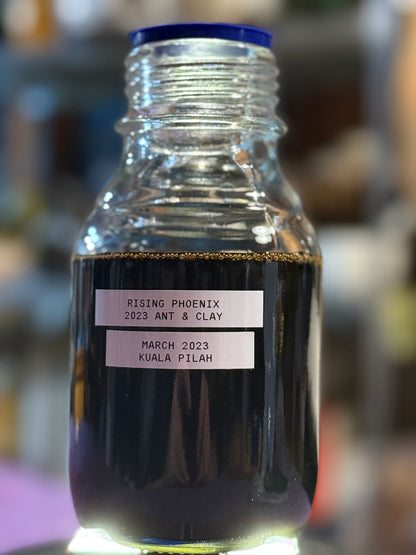 RISING PHOENIX
2023 ANT & CLAY
MARCH 2023
KUALA PILAH